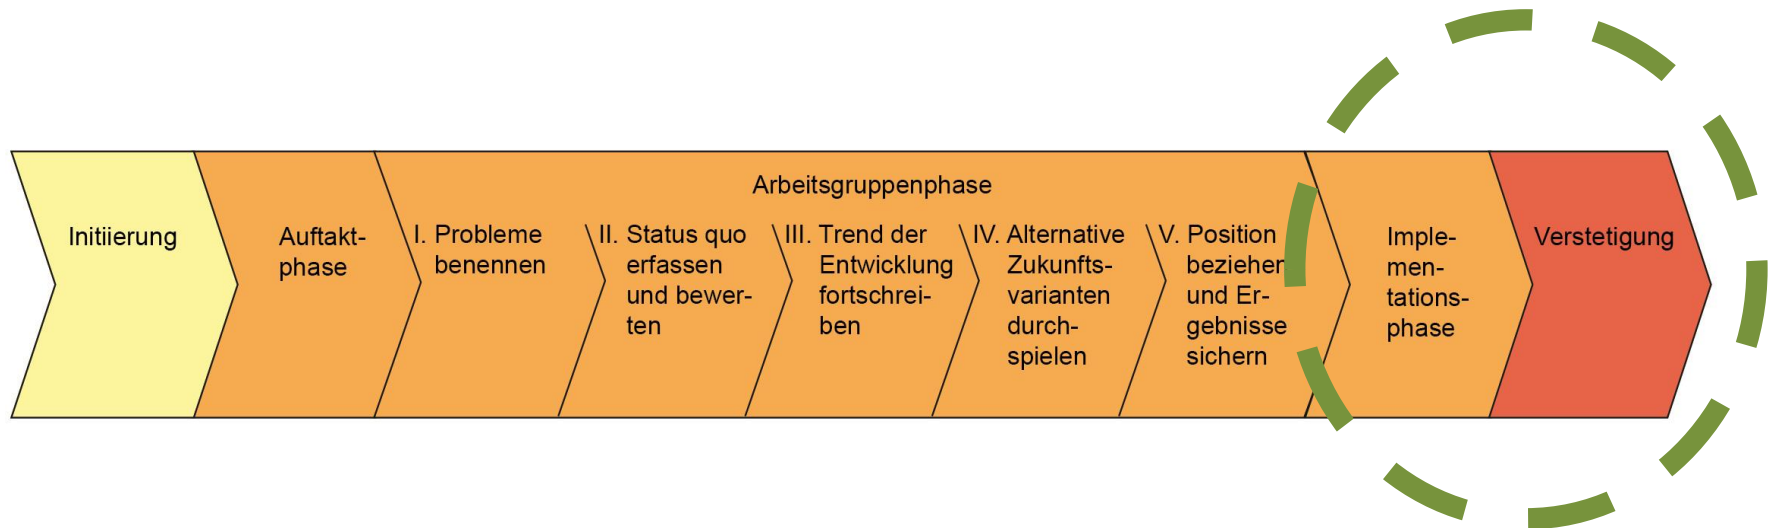 Arbeitsgruppenphase
Initiierung
Auftakt-
phase
I. Probleme
benennen
II. Status quo
erfassen
und bewer-
ten
III. Trend der
Entwicklung
fortschrei-
ben
IV. Alternative
Zukunfts-
varianten
durch-
spielen
V. Position
beziehen
und Er-
gebnisse
sichern
Imple-
men-
tations-
phase
Verstetigung